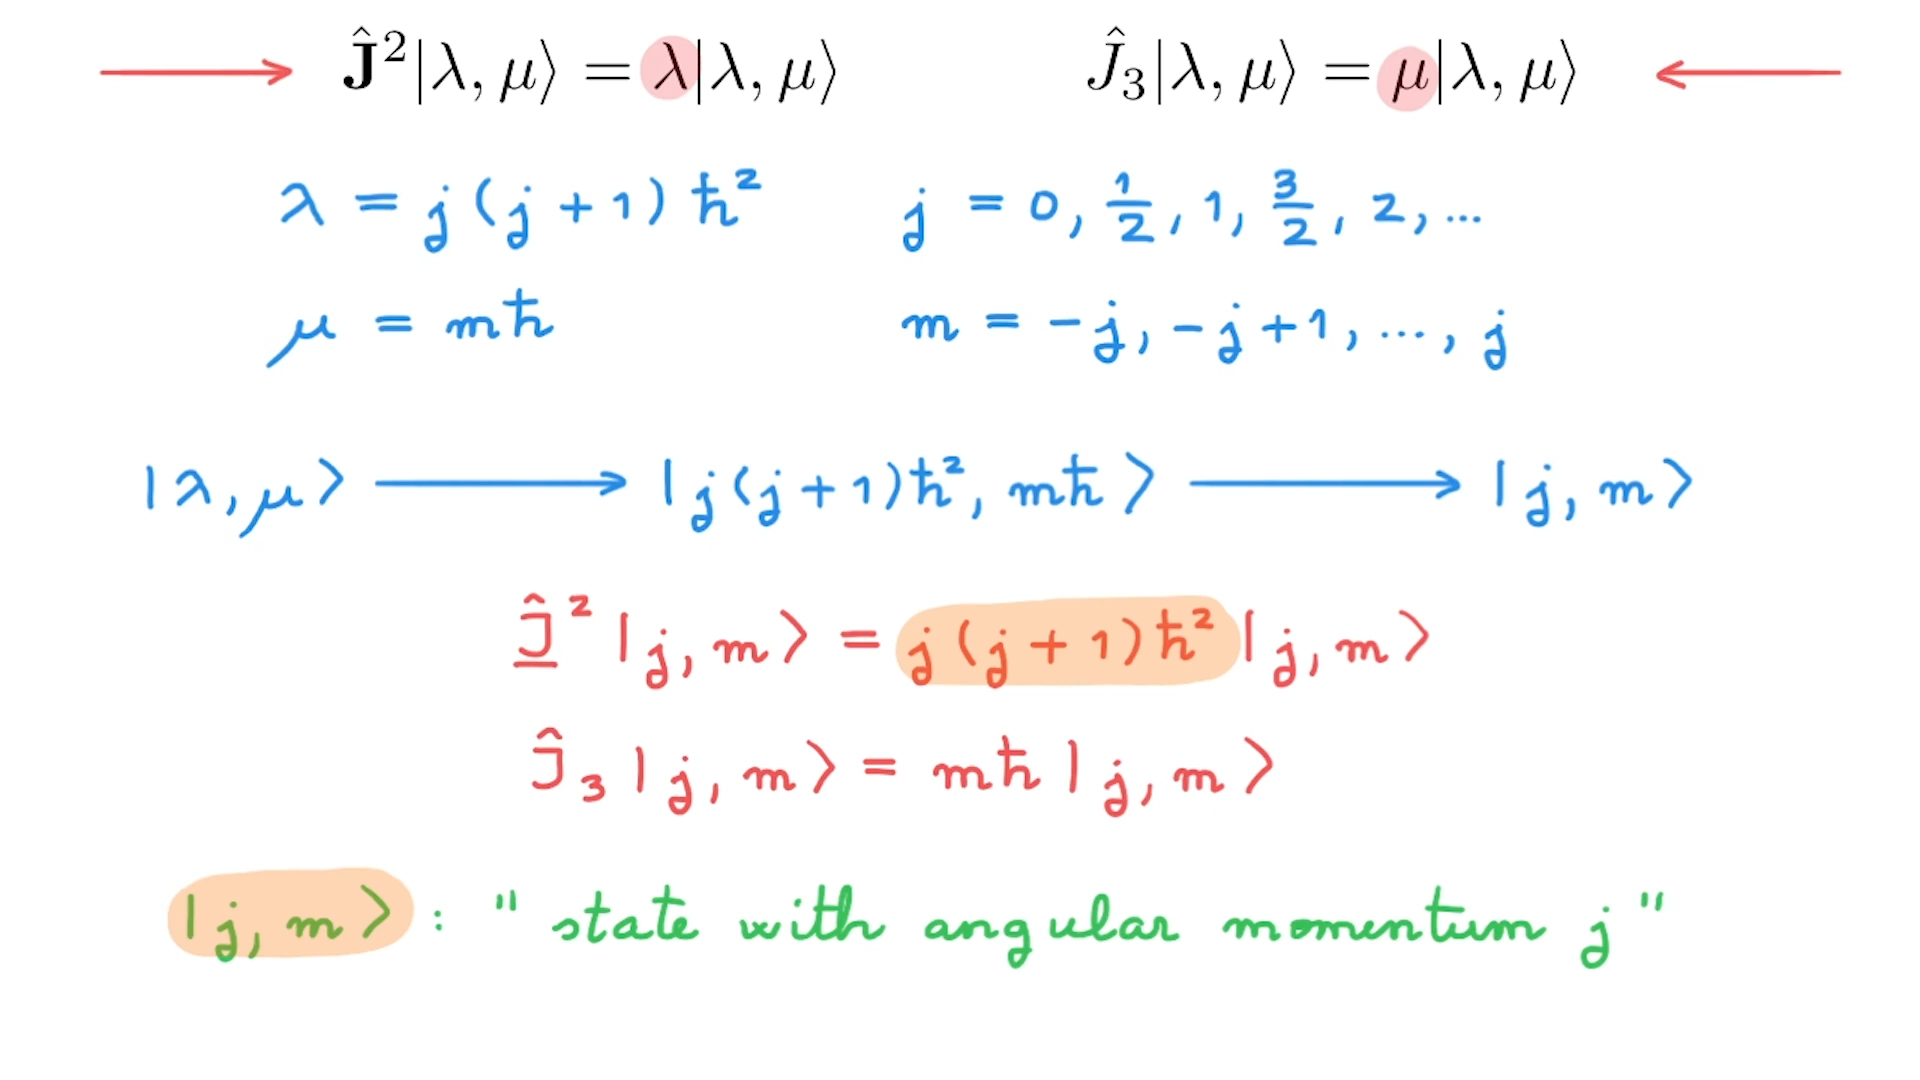 Ĵ²|λ, μ⟩ = λ|λ, μ⟩ Ĵ₃|λ, μ⟩ = μ|λ, μ⟩
λ = j(j+1)ħ² j = 0, 1/2, 1, 3/2, 2, ...
μ = mħ m = -j, -j+1, ..., j
|λ, μ⟩ ⟶ |j(j+1)ħ², mħ⟩ ⟶ |j, m⟩
Ĵ² |j, m⟩ = j(j+1)ħ² |j, m⟩
Ĵ₃ |j, m⟩ = mħ |j, m⟩
|j, m⟩ : " state with angular momentum j "